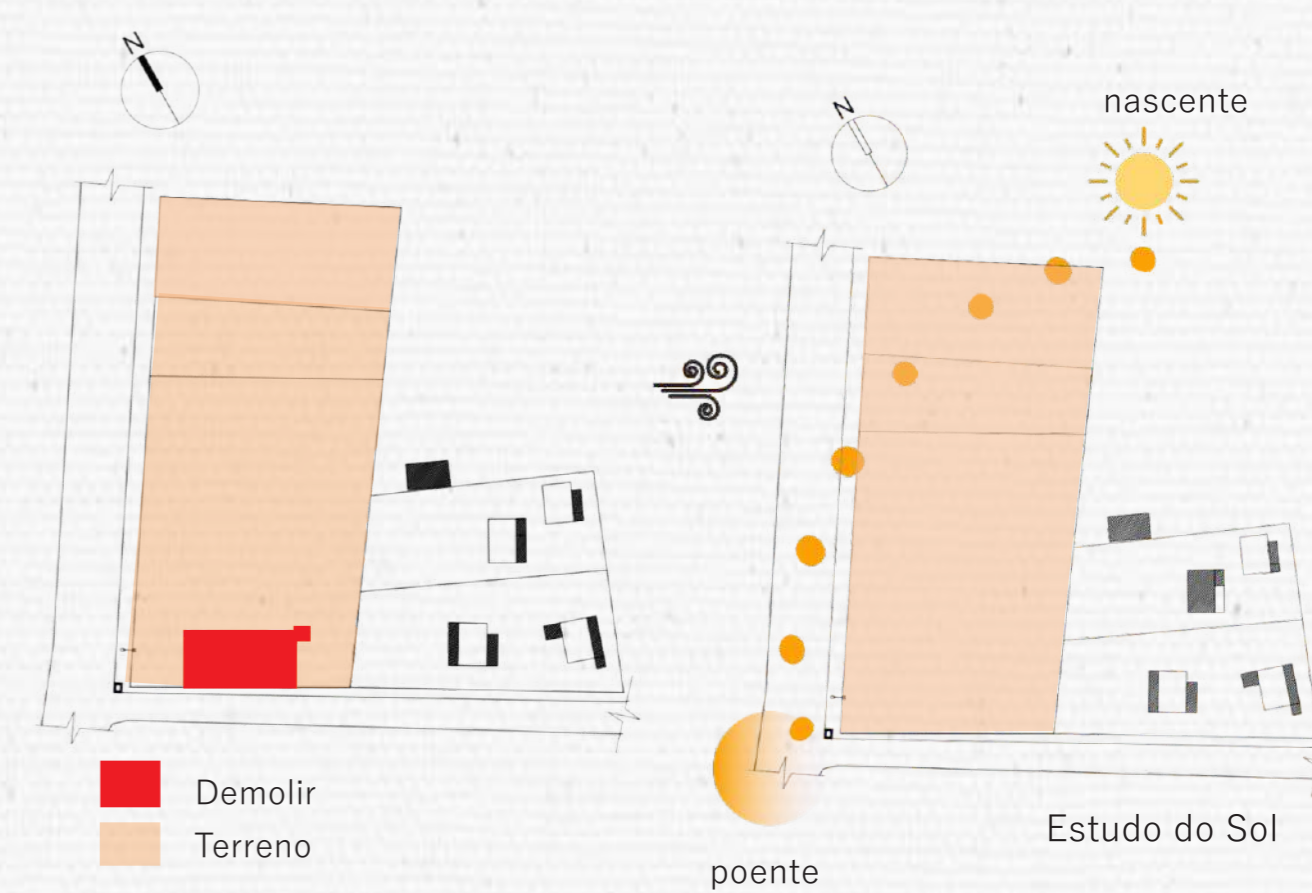 N
N
nascente
Demolir
Terreno
Estudo do Sol
poente